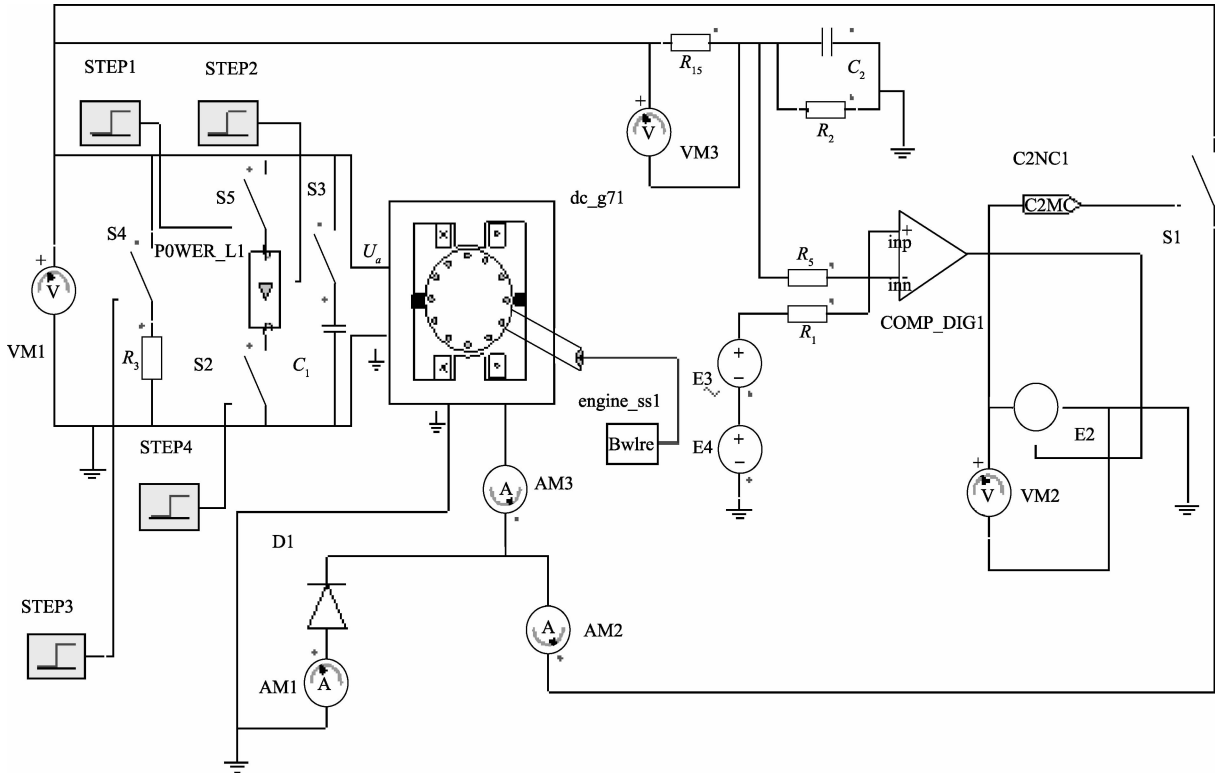 STEP1
STEP2
R15
C2
R2
+
V
VM3
C2NC1
dc_g71
S5
S3
S4
P0WER_L1
Ua
C2MC
S1
+
V
VM1
R3
S2
C1
R5
+
inp
inn
−
COMP_DIG1
R1
engine_ss1
Bwlre
E3
+
−
E4
+
−
E2
STEP4
A
AM3
+
V
VM2
D1
STEP3
A
AM2
AM1
A